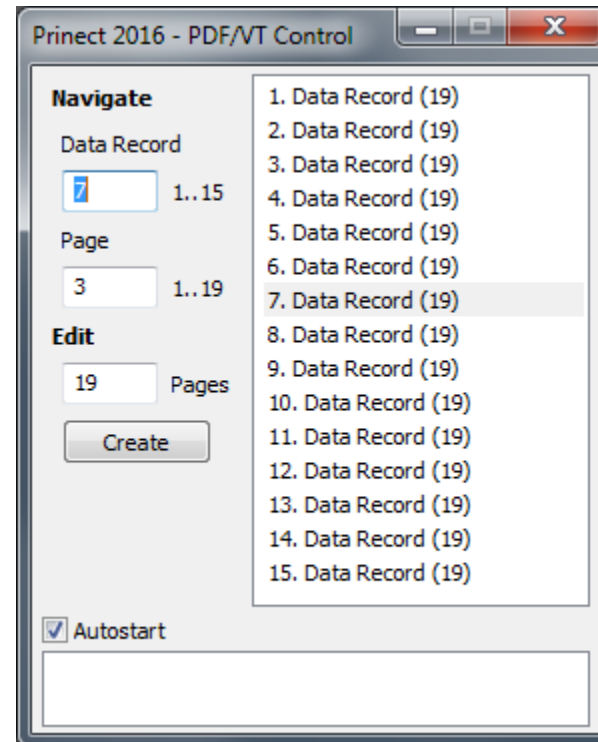 Prinect 2016 - PDF/VT Control
Navigate
Data Record
7 1..15
Page
3 1..19
Edit
19 Pages
Create
1. Data Record (19)
2. Data Record (19)
3. Data Record (19)
4. Data Record (19)
5. Data Record (19)
6. Data Record (19)
7. Data Record (19)
8. Data Record (19)
9. Data Record (19)
10. Data Record (19)
11. Data Record (19)
12. Data Record (19)
13. Data Record (19)
14. Data Record (19)
15. Data Record (19)
Autostart